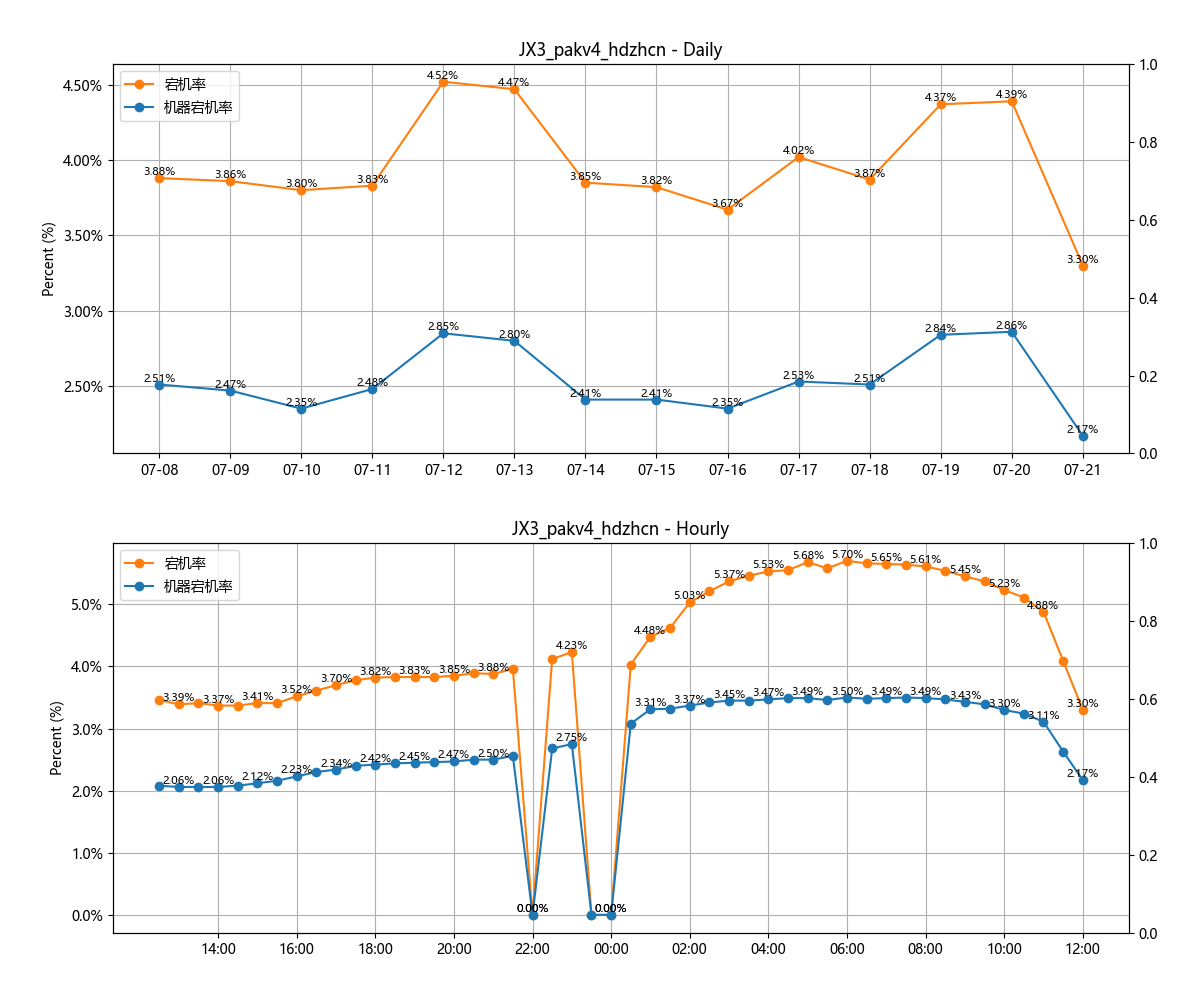 JX3_pakv4_hdzhcn - Daily
宕机率
机器宕机率
Percent (%)
4.50%
4.00%
3.50%
3.00%
2.50%
1.0
0.8
0.6
0.4
0.2
0.0
3.88% 3.86% 3.80% 3.83% 4.52% 4.47% 3.85% 3.82% 3.67% 4.02% 3.87% 4.37% 4.39% 3.30%
2.51% 2.47% 2.35% 2.48% 2.85% 2.80% 2.41% 2.41% 2.35% 2.53% 2.51% 2.84% 2.86% 2.17%
07-08 07-09 07-10 07-11 07-12 07-13 07-14 07-15 07-16 07-17 07-18 07-19 07-20 07-21
JX3_pakv4_hdzhcn - Hourly
宕机率
机器宕机率
Percent (%)
5.0%
4.0%
3.0%
2.0%
1.0%
0.0%
1.0
0.8
0.6
0.4
0.2
0.0
3.39% 3.37% 3.41% 3.52% 3.70% 3.82% 3.83% 3.85% 3.88% 0.00% 4.23% 0.00% 4.48% 5.03% 5.37% 5.53% 5.68% 5.70% 5.65% 5.61% 5.45% 5.23% 4.88% 3.30%
2.06% 2.06% 2.12% 2.23% 2.34% 2.42% 2.45% 2.47% 2.50% 0.00% 2.75% 0.00% 3.31% 3.37% 3.45% 3.47% 3.49% 3.50% 3.49% 3.49% 3.43% 3.30% 3.11% 2.17%
14:00 16:00 18:00 20:00 22:00 00:00 02:00 04:00 06:00 08:00 10:00 12:00